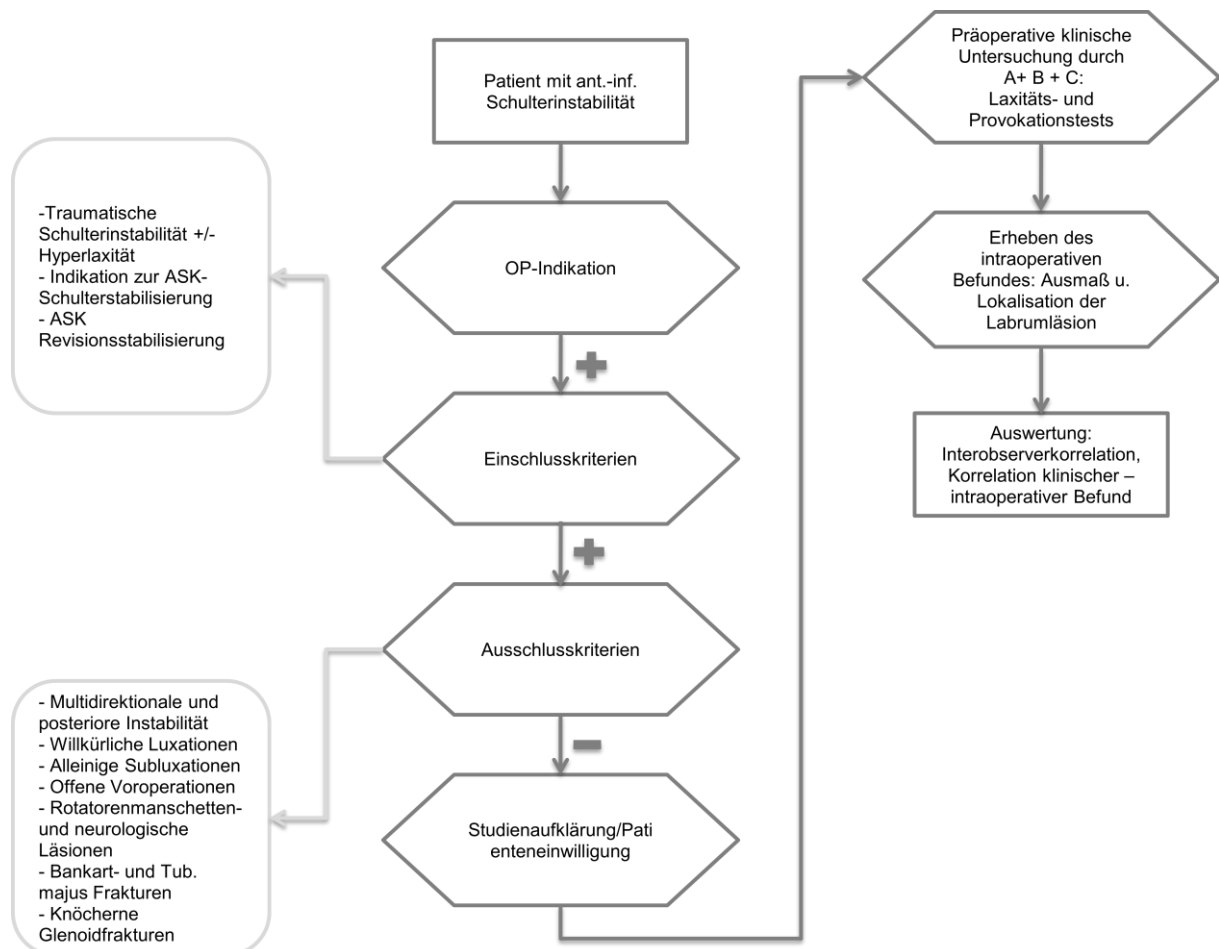 Patient mit ant.-inf.
Schulterinstabilität
OP-Indikation
Einschlusskriterien
-Traumatische
Schulterinstabilität +/-
Hyperlaxität
- Indikation zur ASK-
Schulterstabilisierung
- ASK
Revisionsstabilisierung
Ausschlusskriterien
- Multidirektionale und
posteriore Instabilität
- Willkürliche Luxationen
- Alleinige Subluxationen
- Offene Voroperationen
- Rotatorenmanschetten-
und neurologische
Läsionen
- Bankart- und Tub.
majus Frakturen
- Knöcherne
Glenoidfrakturen
Studienaufklärung/Pati
enteneinwilligung
Präoperative klinische
Untersuchung durch
A+ B + C:
Laxitäts- und
Provokationstests
Erheben des
intraoperativen
Befundes: Ausmaß u.
Lokalisation der
Labrumläsion
Auswertung:
Interobserverkorrelation,
Korrelation klinischer –
intraoperativer Befund